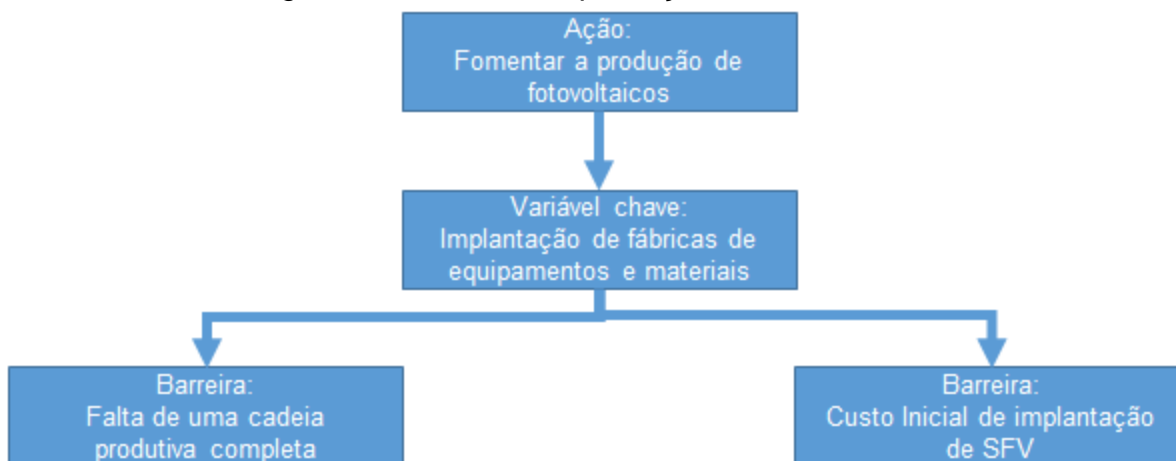 Ação:
Fomentar a produção de
fotovoltaicos
Variável chave:
Implantação de fábricas de
equipamentos e materiais
Barreira:
Falta de uma cadeia
produtiva completa
Barreira:
Custo Inicial de implantação
de SFV